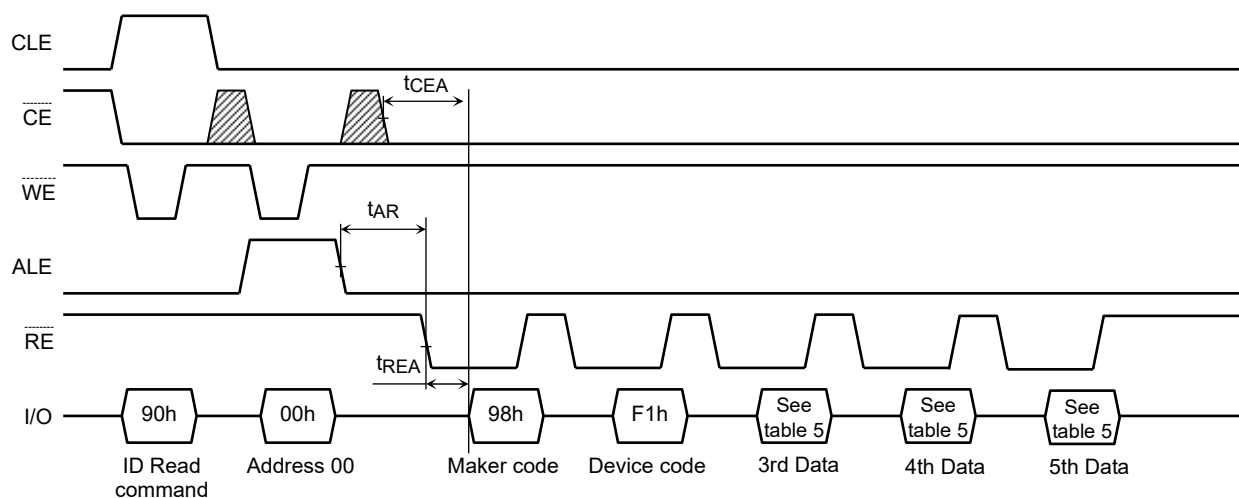 CLE
tCEA
CE
WE
tAR
ALE
RE
tREA
I/O
90h
00h
98h
F1h
See
table 5
See
table 5
See
table 5
ID Read
command
Address 00
Maker code
Device code
3rd Data
4th Data
5th Data